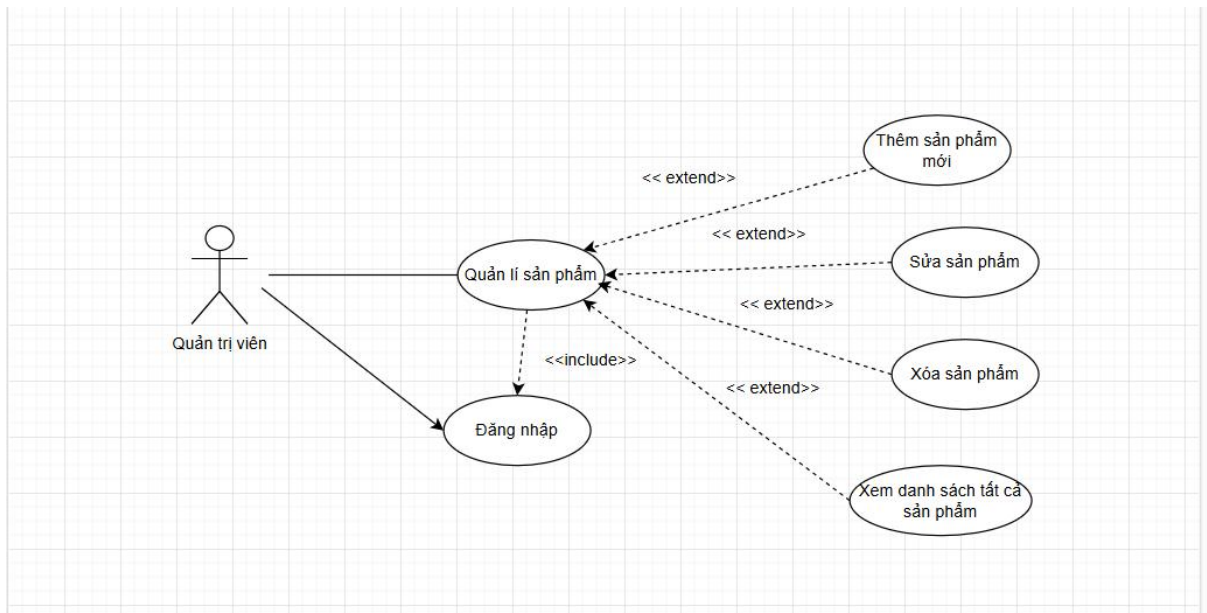 Thêm sản phẩm
mới
<< extend>>
<< extend>>
Sửa sản phẩm
Quản lí sản phẩm
<< extend>>
Quản trị viên
<<include>>
Xóa sản phẩm
<< extend>>
Đăng nhập
Xem danh sách tất cả
sản phẩm